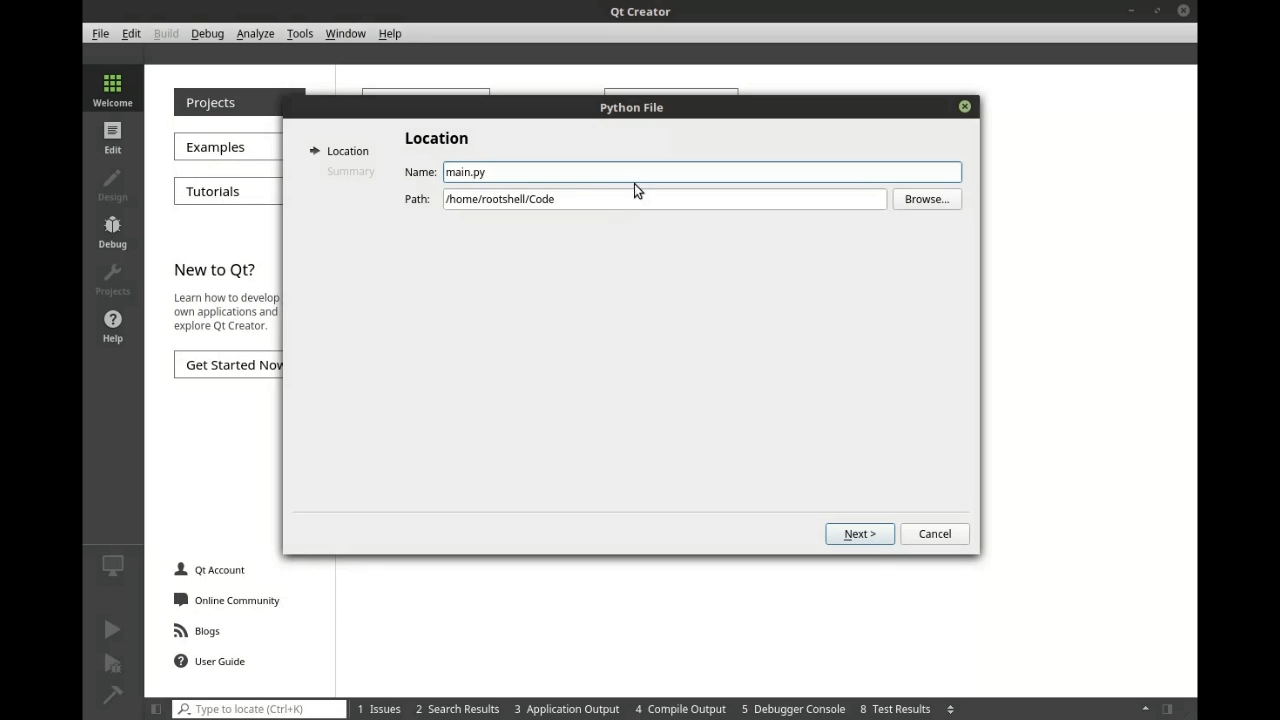 Qt Creator
File Edit Build Debug Analyze Tools Window Help
Welcome
Edit
Design
Debug
Projects
Help
Projects
Examples
Tutorials
New to Qt?
Learn how to develop
own applications and
explore Qt Creator.
Get Started Now
Qt Account
Online Community
Blogs
User Guide
Python File
Location
Summary
Location
Name: main.py
Path: /home/rootshell/Code Browse...
Next > Cancel
Type to locate (Ctrl+K) 1 Issues 2 Search Results 3 Application Output 4 Compile Output 5 Debugger Console 8 Test Results